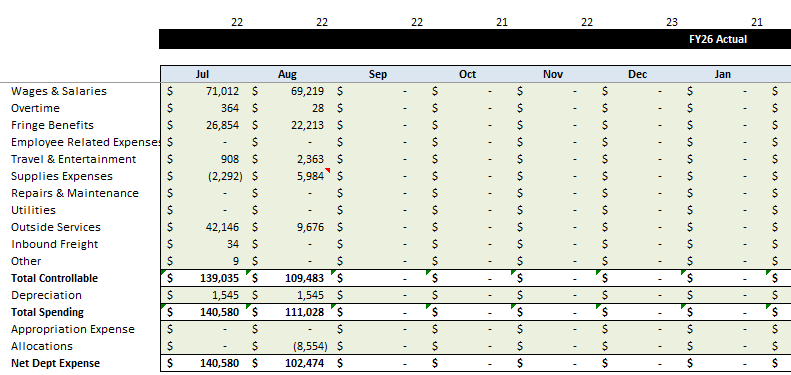 22 22 22 21 22 23 21
FY26 Actual
Jul Aug Sep Oct Nov Dec Jan
Wages & Salaries $ 71,012 $ 69,219 $ - $ - $ - $ - $ - $
Overtime $ 364 $ 28 $ - $ - $ - $ - $ - $
Fringe Benefits $ 26,854 $ 22,213 $ - $ - $ - $ - $ - $
Employee Related Expenses $ - $ - $ - $ - $ - $ - $ - $
Travel & Entertainment $ 908 $ 2,363 $ - $ - $ - $ - $ - $
Supplies Expenses $ (2,292) $ 5,984 $ - $ - $ - $ - $ - $
Repairs & Maintenance $ - $ - $ - $ - $ - $ - $ - $
Utilities $ - $ - $ - $ - $ - $ - $ - $
Outside Services $ 42,146 $ 9,676 $ - $ - $ - $ - $ - $
Inbound Freight $ 34 $ - $ - $ - $ - $ - $ - $
Other $ 9 $ - $ - $ - $ - $ - $ - $
Total Controllable $ 139,035 $ 109,483 $ - $ - $ - $ - $ - $
Depreciation $ 1,545 $ 1,545 $ - $ - $ - $ - $ - $
Total Spending $ 140,580 $ 111,028 $ - $ - $ - $ - $ - $
Appropriation Expense $ - $ - $ - $ - $ - $ - $ - $
Allocations $ - $ (8,554) $ - $ - $ - $ - $ - $
Net Dept Expense $ 140,580 $ 102,474 $ - $ - $ - $ - $ - $